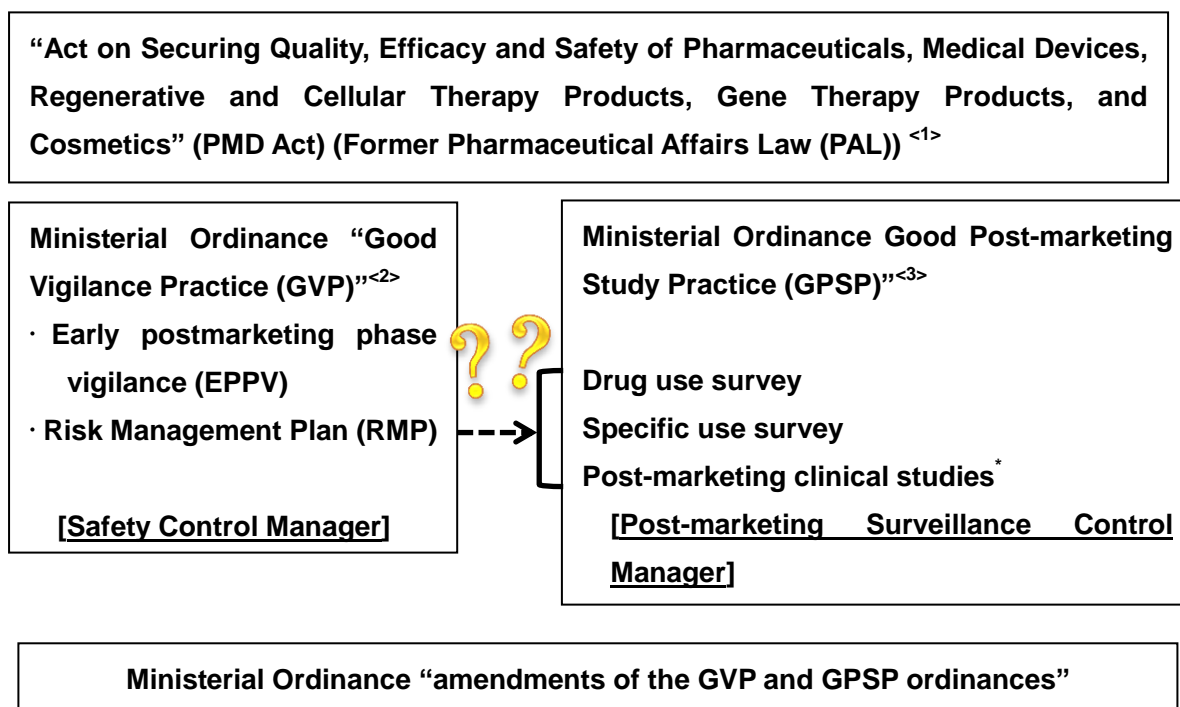 “Act on Securing Quality, Efficacy and Safety of Pharmaceuticals, Medical Devices,
Regenerative and Cellular Therapy Products, Gene Therapy Products, and
Cosmetics” (PMD Act) (Former Pharmaceutical Affairs Law (PAL)) <1>
Ministerial Ordinance “Good
Vigilance Practice (GVP)”<2>
· Early postmarketing phase
vigilance (EPPV)
· Risk Management Plan (RMP)
[Safety Control Manager]
? ?
Ministerial Ordinance Good Post-marketing
Study Practice (GPSP)”<3>
Drug use survey
Specific use survey
Post-marketing clinical studies*
[Post-marketing Surveillance Control
Manager]
Ministerial Ordinance “amendments of the GVP and GPSP ordinances”